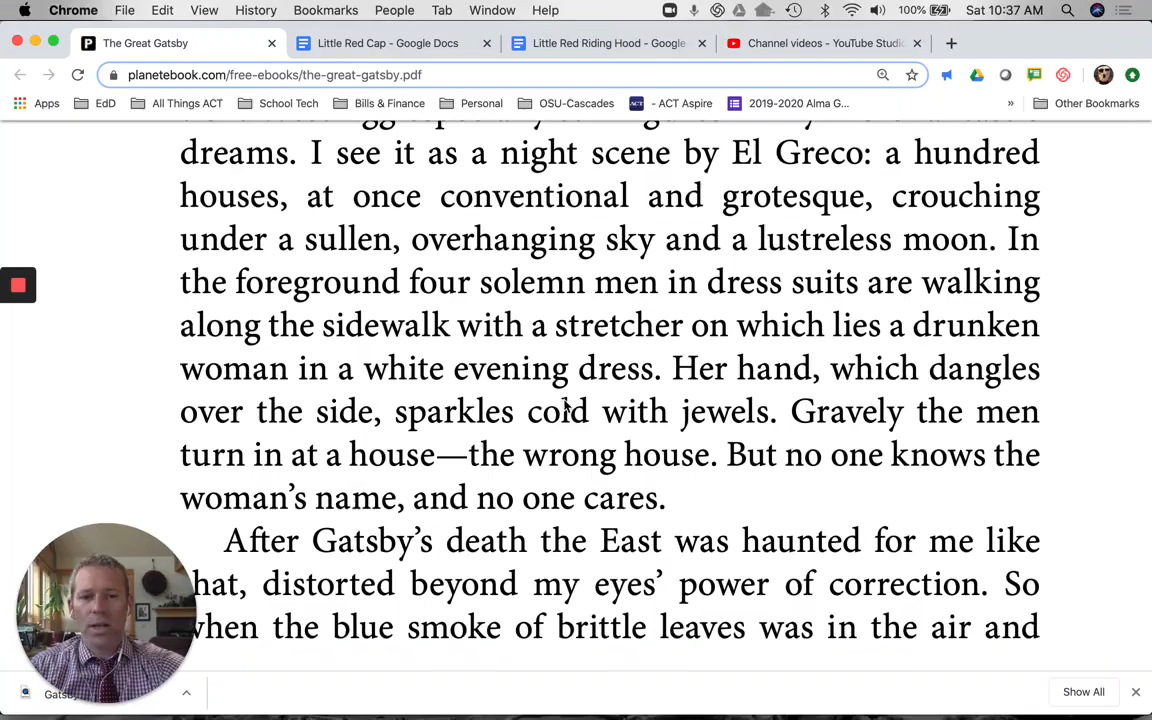 Chrome File Edit View History Bookmarks People Tab Window Help 100% Sat 10:37 AM
The Great Gatsby Little Red Cap - Google Docs Little Red Riding Hood - Google Channel videos - YouTube Studi
planetebook.com/free-ebooks/the-great-gatsby.pdf
Apps EdD All Things ACT School Tech Bills & Finance Personal OSU-Cascades - ACT Aspire 2019-2020 Alma G... » Other Bookmarks
dreams. I see it as a night scene by El Greco: a hundred
houses, at once conventional and grotesque, crouching
under a sullen, overhanging sky and a lustreless moon. In
the foreground four solemn men in dress suits are walking
along the sidewalk with a stretcher on which lies a drunken
woman in a white evening dress. Her hand, which dangles
over the side, sparkles cold with jewels. Gravely the men
turn in at a house—the wrong house. But no one knows the
woman's name, and no one cares.
After Gatsby's death the East was haunted for me like
that, distorted beyond my eyes' power of correction. So
when the blue smoke of brittle leaves was in the air and
Show All